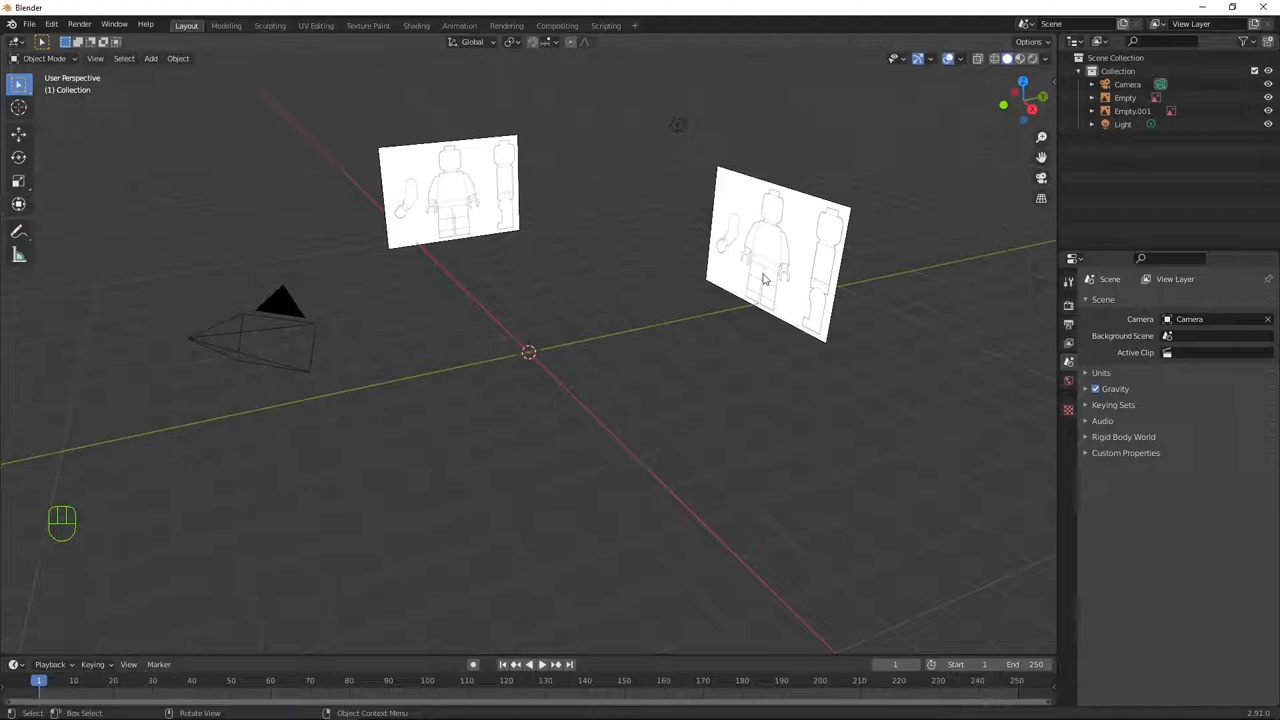 Blender
File Edit Render Window Help Layout Modeling Sculpting UV Editing Texture Paint Shading Animation Rendering Compositing Scripting + Scene View Layer
Global Options
Object Mode View Select Add Object
User Perspective
(1) Collection
Z
Y
X
Scene Collection
Collection
Camera
Empty
Empty.001
Light
Scene View Layer
Scene
Camera Camera
Background Scene
Active Clip
Units
Gravity
Keying Sets
Audio
Rigid Body World
Custom Properties
Playback Keying View Marker 1 Start 1 End 250
1 10 20 30 40 50 60 70 80 90 100 110 120 130 140 150 160 170 180 190 200 210 220 230 240 250
Select Box Select Rotate View Object Context Menu 2.91.0